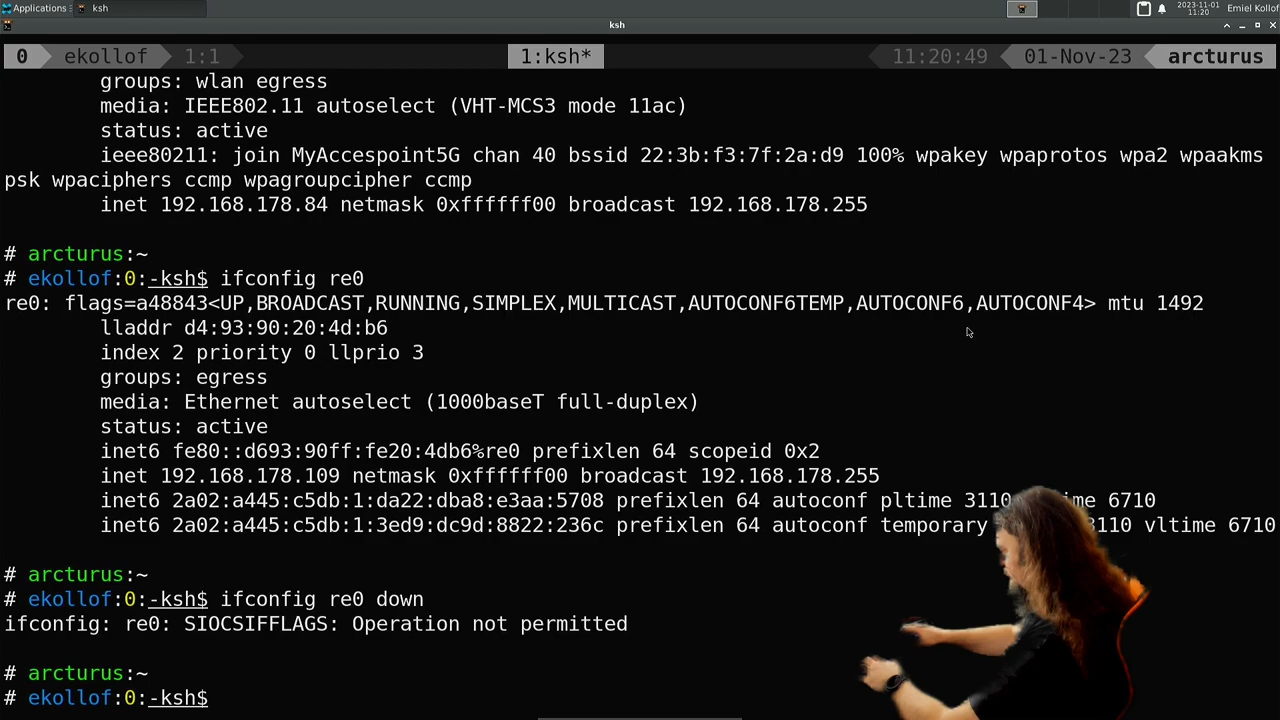 Applications
ksh
2023-11-01
11:20
Emiel Kollof
ksh
0 ekollof 1:1 1:ksh* 11:20:49 01-Nov-23 arcturus
groups: wlan egress
media: IEEE802.11 autoselect (VHT-MCS3 mode 11ac)
status: active
ieee80211: join MyAccespoint5G chan 40 bssid 22:3b:f3:7f:2a:d9 100% wpakey wpaprotos wpa2 wpaakms
psk wpaciphers ccmp wpagroupcipher ccmp
inet 192.168.178.84 netmask 0xffffff00 broadcast 192.168.178.255
# arcturus:~
# ekollof:0:-ksh$ ifconfig re0
re0: flags=a48843<UP,BROADCAST,RUNNING,SIMPLEX,MULTICAST,AUTOCONF6TEMP,AUTOCONF6,AUTOCONF4> mtu 1492
lladdr d4:93:90:20:4d:b6
index 2 priority 0 llprio 3
groups: egress
media: Ethernet autoselect (1000baseT full-duplex)
status: active
inet6 fe80::d693:90ff:fe20:4db6%re0 prefixlen 64 scopeid 0x2
inet 192.168.178.109 netmask 0xffffff00 broadcast 192.168.178.255
inet6 2a02:a445:c5db:1:da22:dba8:e3aa:5708 prefixlen 64 autoconf pltime 3110 6710
inet6 2a02:a445:c5db:1:3ed9:dc9d:8822:236c prefixlen 64 autoconf temporary vltime 6710
# arcturus:~
# ekollof:0:-ksh$ ifconfig re0 down
ifconfig: re0: SIOCSIFFLAGS: Operation not permitted
# arcturus:~
# ekollof:0:-ksh$